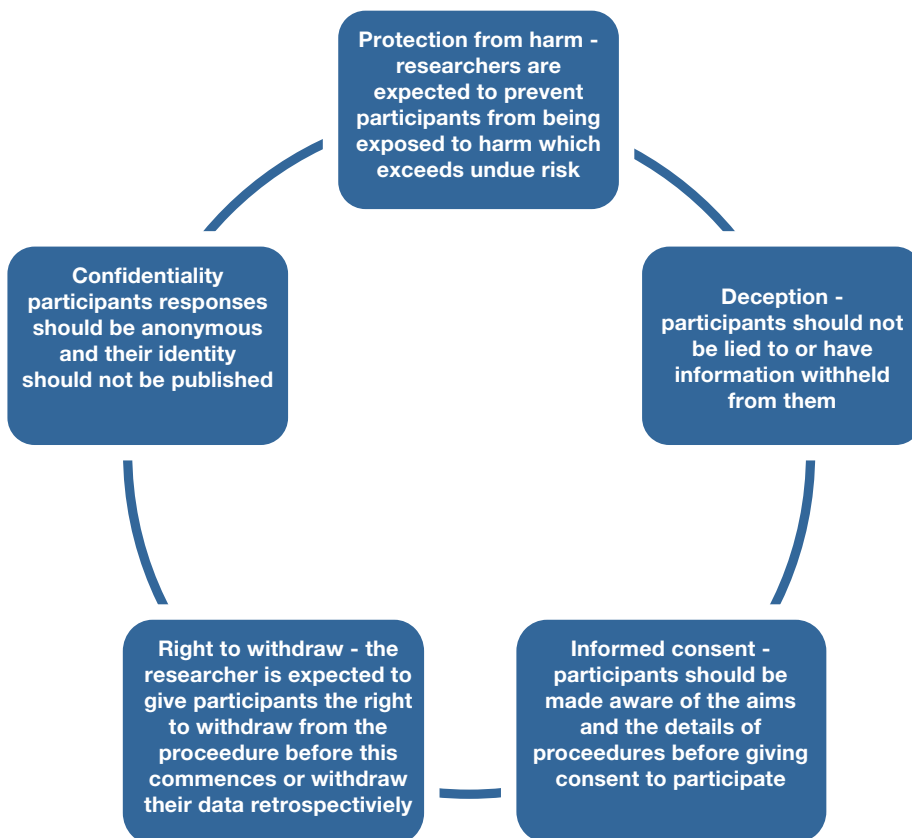 Protection from harm -
researchers are
expected to prevent
participants from being
exposed to harm which
exceeds undue risk
Deception -
participants should not
be lied to or have
information withheld
from them
Informed consent -
participants should be
made aware of the aims
and the details of
proceedures before giving
consent to participate
Right to withdraw - the
researcher is expected to
give participants the right
to withdraw from the
proceedure before this
commences or withdraw
their data retrospectiviely
Confidentiality
participants responses
should be anonymous
and their identity
should not be published